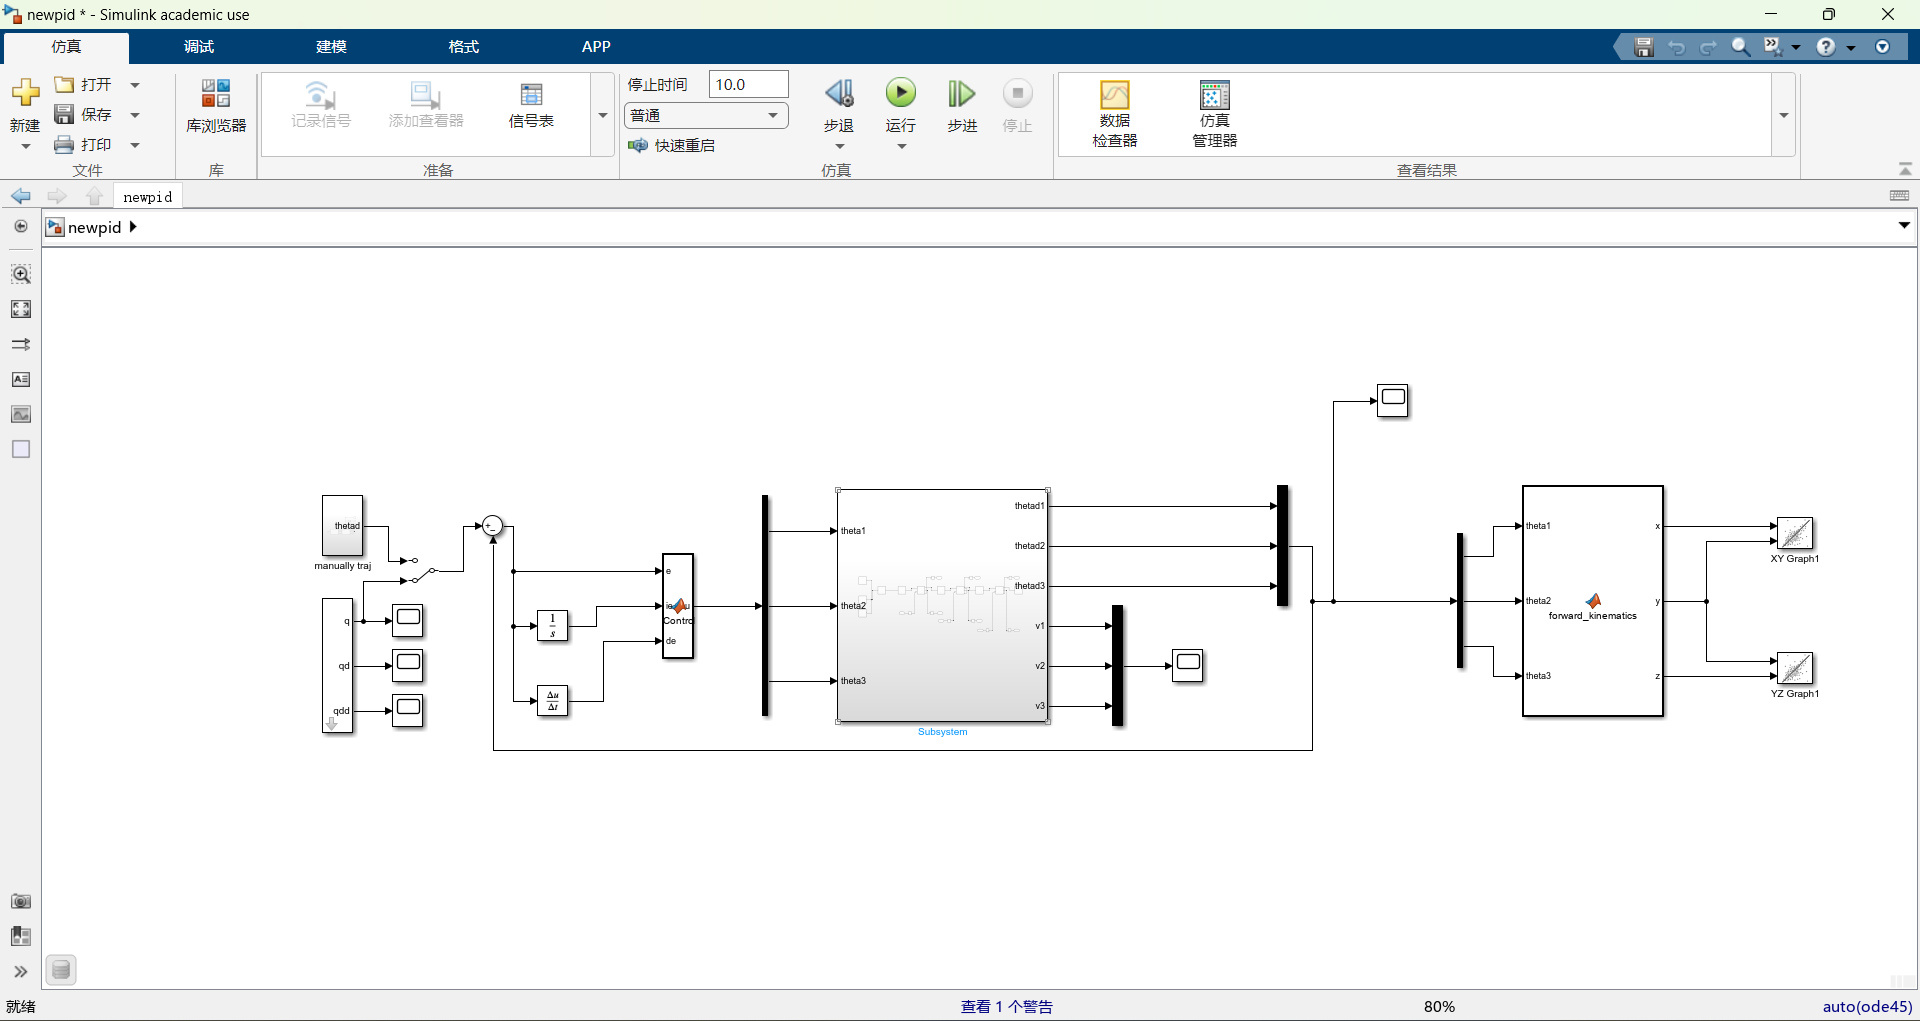 newpid * - Simulink academic use
仿真
调试
建模
格式
APP
新建
打开
保存
打印
文件
库浏览器
库
记录信号
添加查看器
信号表
准备
停止时间
10.0
普通
快速重启
步退
运行
步进
停止
仿真
数据
检查器
仿真
管理器
查看结果
newpid
newpid
thetad
manually traj
q
qd
qdd
+
-
1
s
Δu
Δt
e
u
Contro
de
theta1
theta2
theta3
thetad1
thetad2
thetad3
v1
v2
v3
Subsystem
theta1
theta2
theta3
forward_kinematics
x
y
z
XY Graph1
YZ Graph1
就绪
查看 1 个警告
80%
auto(ode45)